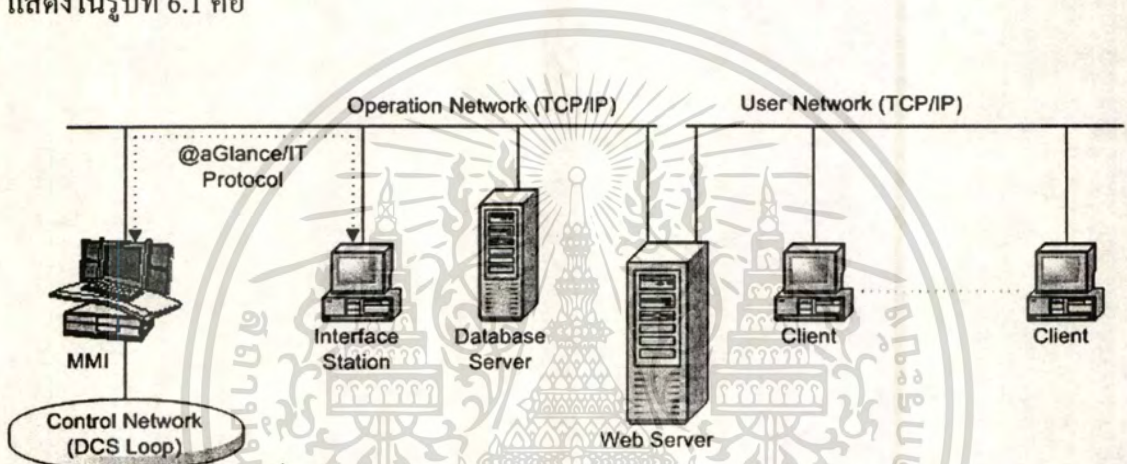 แสดงในรูปที่ 6.1 คือ
Operation Network (TCP/IP)
User Network (TCP/IP)
@aGlance/IT
Protocol
MMI
Interface
Station
Database
Server
Web Server
Client
Client
Control Network
(DCS Loop)